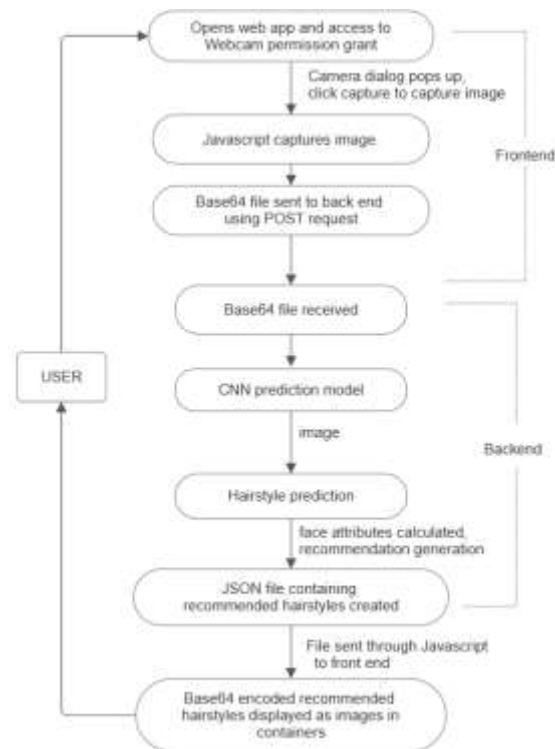 Opens web app and access to
Webcam permission grant
Camera dialog pops up,
click capture to capture image
Javascript captures image
Frontend
Base64 file sent to back end
using POST request
Base64 file received
USER
CNN prediction model
image
Backend
Hairstyle prediction
face attributes calculated,
recommendation generation
JSON file containing
recommended hairstyles created
File sent through Javascript
to front end
Base64 encoded recommended
hairstyles displayed as images in
containers